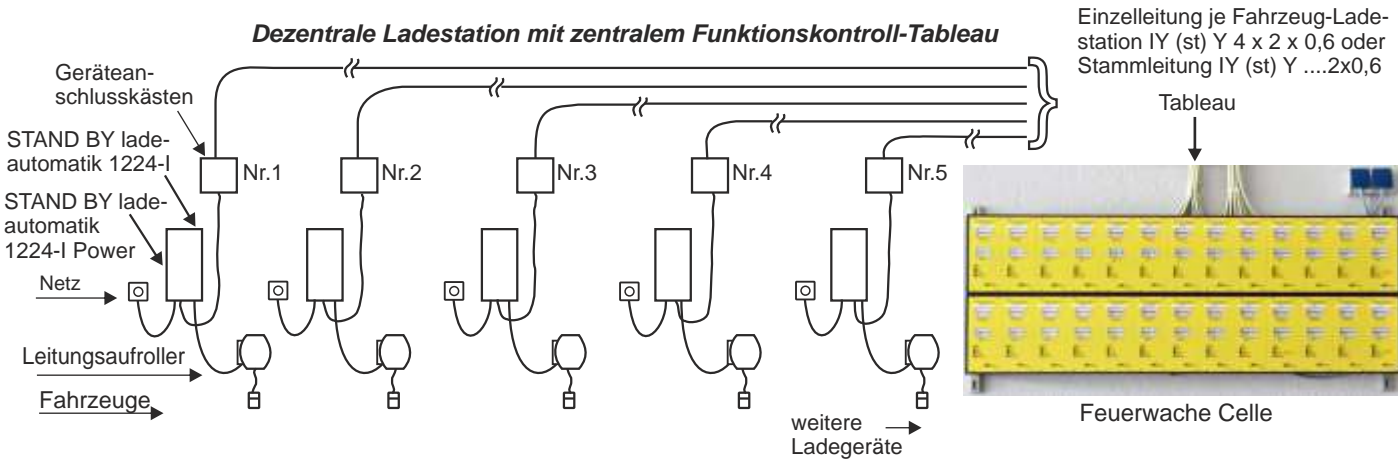 Dezentrale Ladestation mit zentralem Funktionskontroll-Tableau
Einzelleitung je Fahrzeug-Lade-
station IY (st) Y 4 x 2 x 0,6 oder
Stammleitung IY (st) Y ....2x0,6
Tableau
Gerätean-
schlusskästen
STAND BY lade-
automatik 1224-I
STAND BY lade-
automatik
1224-I Power
Nr.1
Nr.2
Nr.3
Nr.4
Nr.5
Netz
Leitungsaufroller
Fahrzeuge
weitere
Ladegeräte
Feuerwache Celle